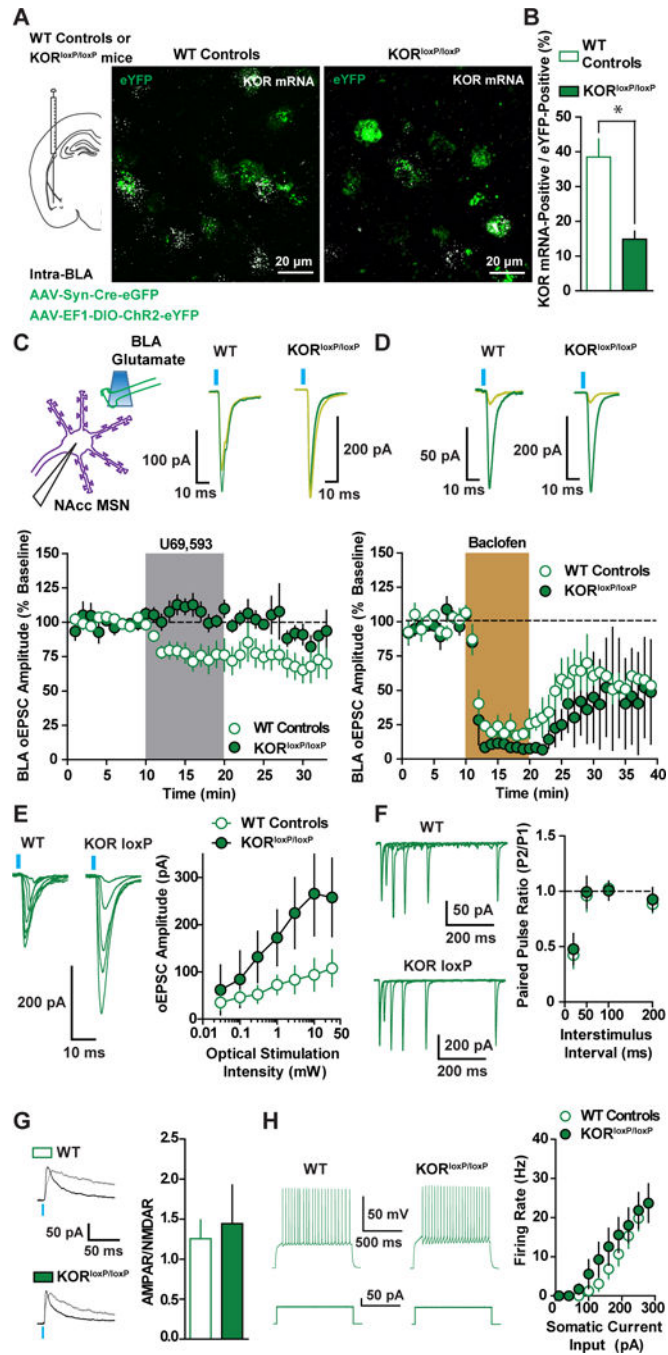 A
WT Controls or
KOR^loxP/loxP mice
WT Controls
eYFP
KOR mRNA
20 μm
KOR^loxP/loxP
eYFP
KOR mRNA
20 μm
Intra-BLA
AAV-Syn-Cre-eGFP
AAV-EF1-DIO-ChR2-eYFP
B
WT
Controls
KOR^loxP/loxP
KOR mRNA-Positive / eYFP-Positive (%)
*
50
40
30
20
10
0
C
BLA
Glutamate
NAcc MSN
WT
100 pA
10 ms
KOR^loxP/loxP
200 pA
10 ms
BLA oEPSC Amplitude (% Baseline)
U69,593
150
125
100
75
50
25
0
WT Controls
KOR^loxP/loxP
0 5 10 15 20 25 30
Time (min)
D
WT
50 pA
10 ms
KOR^loxP/loxP
200 pA
10 ms
BLA oEPSC Amplitude (% Baseline)
Baclofen
150
125
100
75
50
25
0
WT Controls
KOR^loxP/loxP
0 5 10 15 20 25 30 35 40
Time (min)
E
WT
KOR loxP
200 pA
10 ms
WT Controls
KOR^loxP/loxP
oEPSC Amplitude (pA)
300
200
100
0
0.01 0.1 1 10 50
Optical Stimulation
Intensity (mW)
F
WT
50 pA
200 ms
KOR loxP
200 pA
200 ms
Paired Pulse Ratio (P2/P1)
1.5
1.0
0.5
0
0 50 100 200
Interstimulus
Interval (ms)
G
WT
50 pA
50 ms
KOR^loxP/loxP
AMPAR/NMDAR
2.5
2.0
1.5
1.0
0.5
0.0
H
WT
KOR^loxP/loxP
50 mV
500 ms
50 pA
WT Controls
KOR^loxP/loxP
Firing Rate (Hz)
40
30
20
10
0
0 100 200 300
Somatic Current
Input (pA)